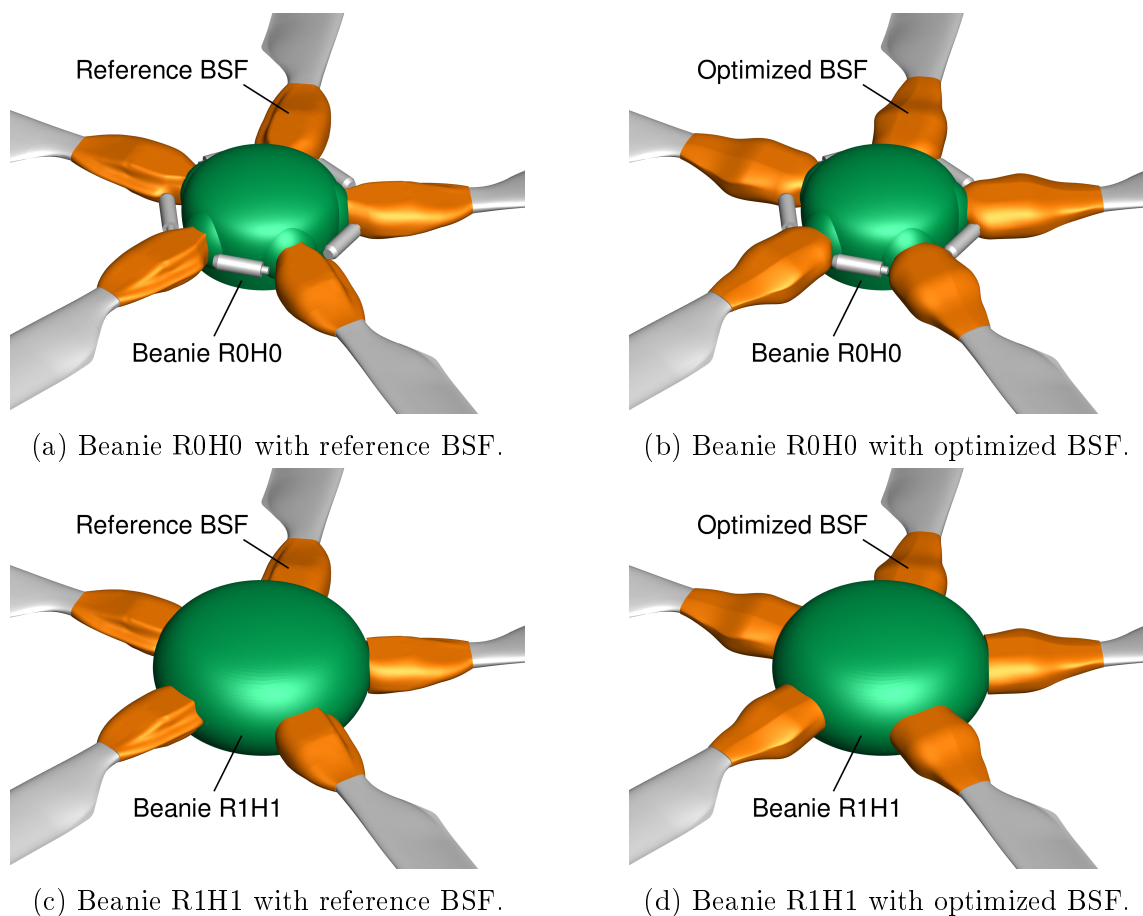 Reference BSF
Beanie R0H0
(a) Beanie R0H0 with reference BSF.
Optimized BSF
Beanie R0H0
(b) Beanie R0H0 with optimized BSF.
Reference BSF
Beanie R1H1
(c) Beanie R1H1 with reference BSF.
Optimized BSF
Beanie R1H1
(d) Beanie R1H1 with optimized BSF.